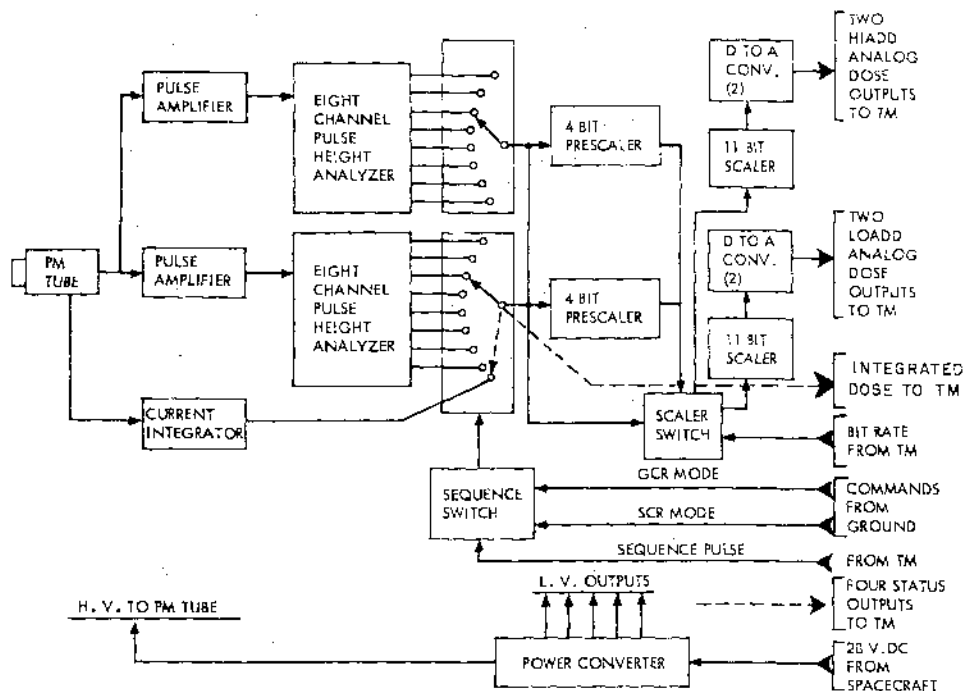 PULSE
AMPLIFIER
EIGHT
CHANNEL
PULSE
HEIGHT
ANALYZER
4 BIT
PRESCALER
D TO A
CONV.
(2)
11 BIT
SCALER
TWO
HIADD
ANALOG
DOSE
OUTPUTS
TO TM
PM
TUBE
PULSE
AMPLIFIER
EIGHT
CHANNEL
PULSE
HEIGHT
ANALYZER
4 BIT
PRESCALER
D TO A
CONV.
(2)
11 BIT
SCALER
TWO
LOADD
ANALOG
DOSE
OUTPUTS
TO TM
INTEGRATED
DOSE TO TM
CURRENT
INTEGRATOR
SCALER
SWITCH
BIT RATE
FROM TM
SEQUENCE
SWITCH
GCR MODE
SCR MODE
COMMANDS
FROM
GROUND
SEQUENCE PULSE
FROM TM
L. V. OUTPUTS
H. V. TO PM TUBE
FOUR STATUS
OUTPUTS
TO TM
POWER CONVERTER
28 V. DC
FROM
SPACECRAFT